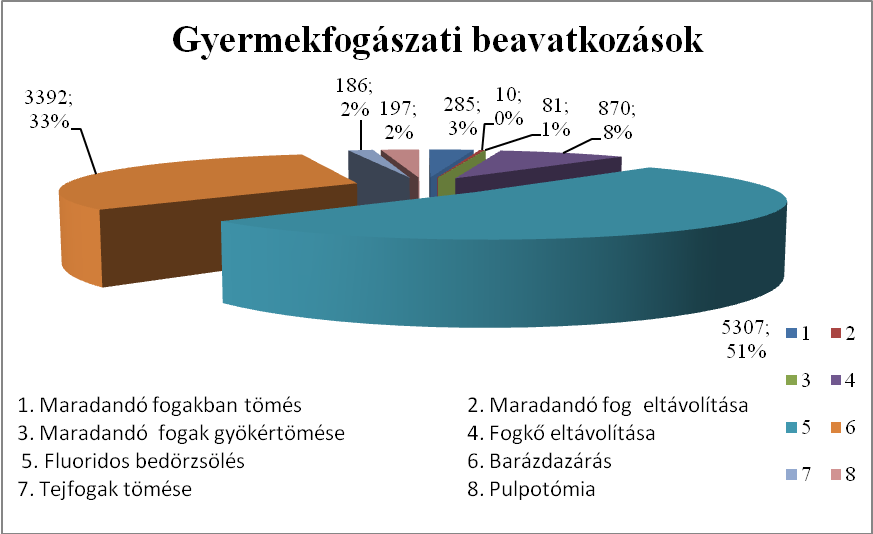 Gyermekfogászati beavatkozások
3392;
33%
186;
2%
197;
2%
285;
3%
10;
0%
81;
1%
870;
8%
5307;
51%
1 2
3 4
5 6
7 8
1. Maradandó fogakban tömés
2. Maradandó fog eltávolítása
3. Maradandó fogak gyökértömése
4. Fogkő eltávolítása
5. Fluoridos bedörzsölés
6. Barázdazárás
7. Tejfogak tömése
8. Pulpotómia